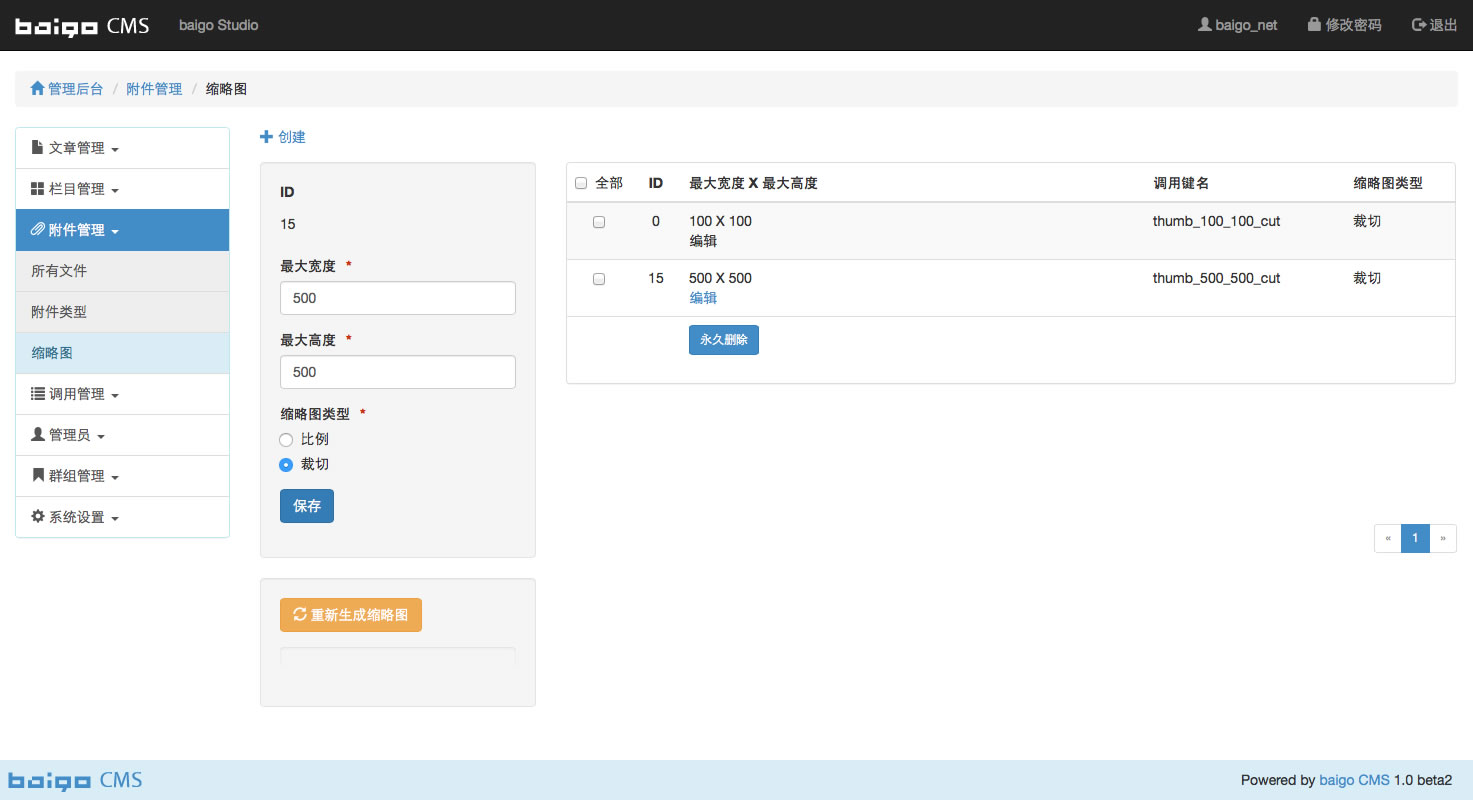 baigo CMS baigo Studio baigo_net 修改密码 退出
管理后台 / 附件管理 / 缩略图
文章管理
栏目管理
附件管理
所有文件
附件类型
缩略图
调用管理
管理员
群组管理
系统设置
创建
ID
15
最大宽度 *
500
最大高度 *
500
缩略图类型 *
比例
裁切
保存
重新生成缩略图
全部 ID 最大宽度 X 最大高度 调用键名 缩略图类型
0 100 X 100 thumb_100_100_cut 裁切
编辑
15 500 X 500 thumb_500_500_cut 裁切
编辑
永久删除
« 1 »
baigo CMS Powered by baigo CMS 1.0 beta2